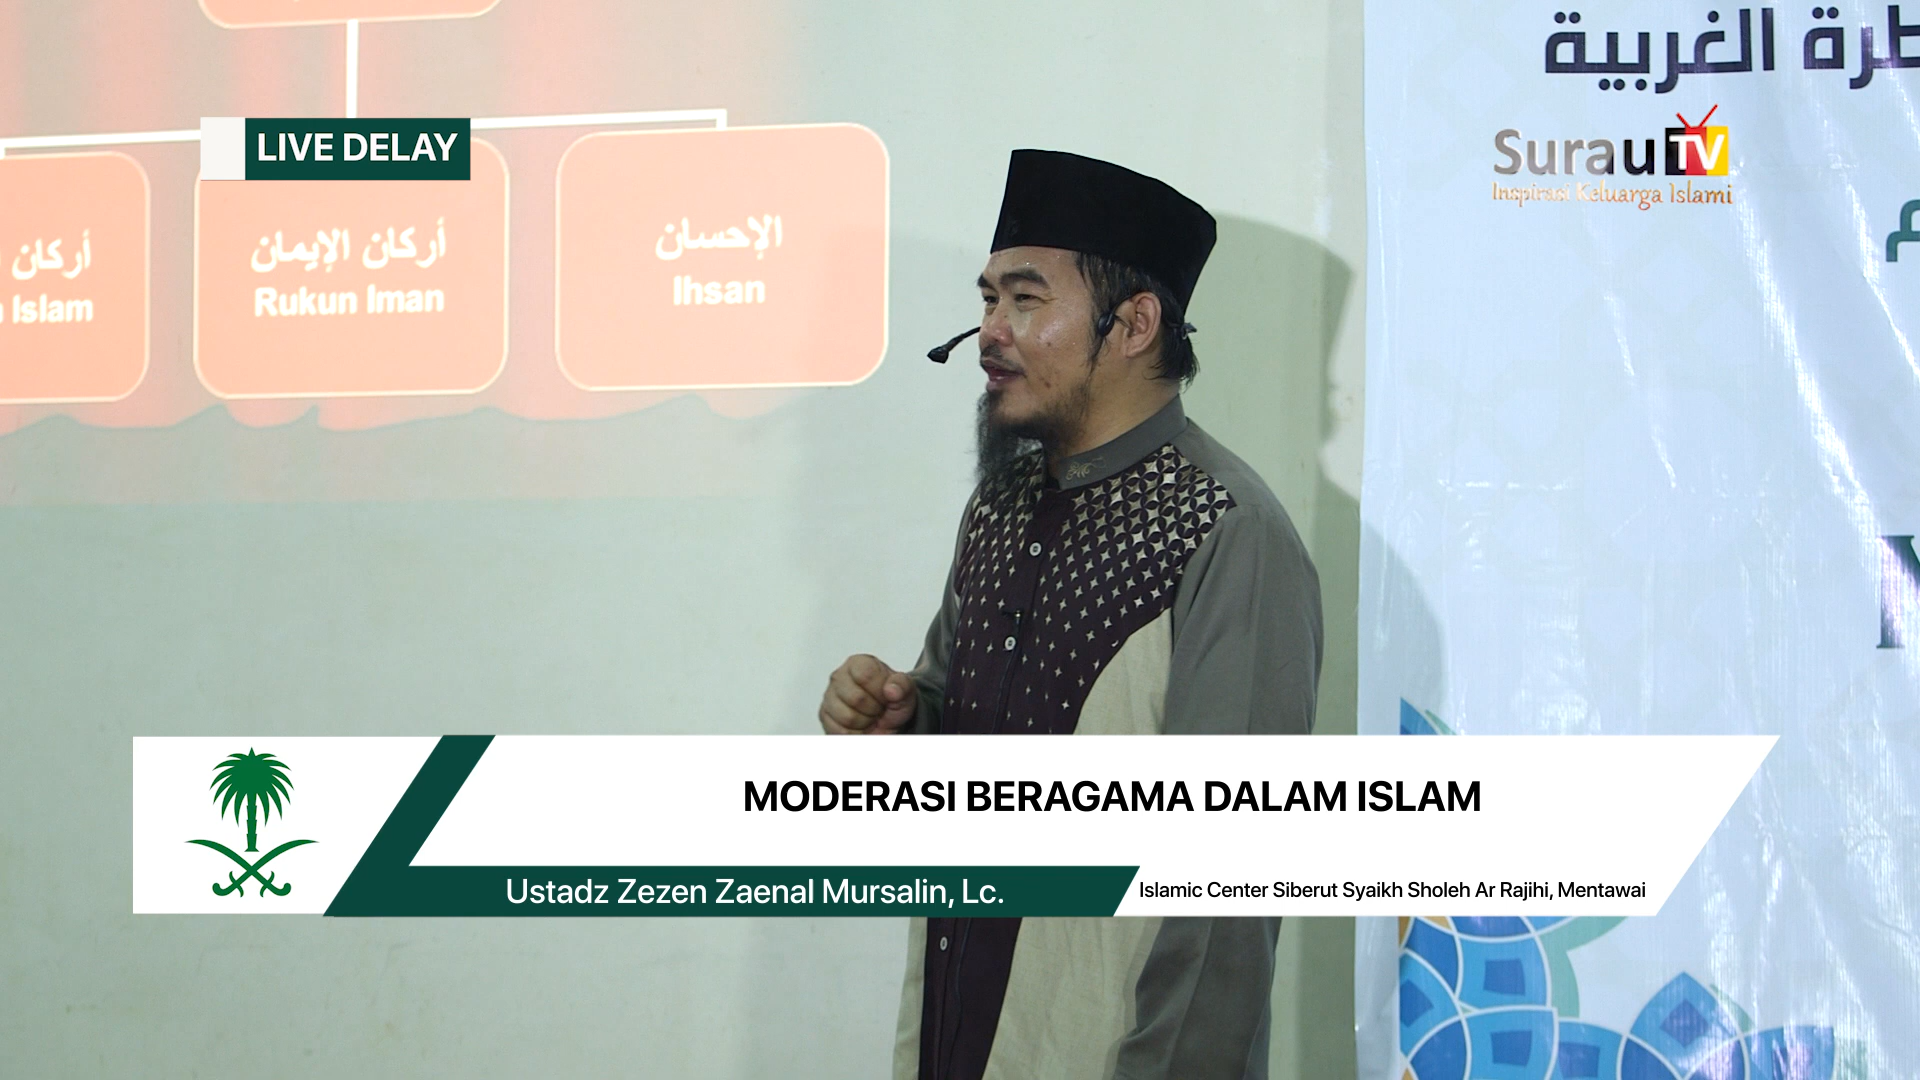 الغربية
LIVE DELAY
SurauTV
Inspirasi Keluarga Islami
أركان
Islam
أركان الإيمان
Rukun Iman
الإحسان
Ihsan
MODERASI BERAGAMA DALAM ISLAM
Ustadz Zezen Zaenal Mursalin, Lc.
Islamic Center Siberut Syaikh Sholeh Ar Rajihi, Mentawai